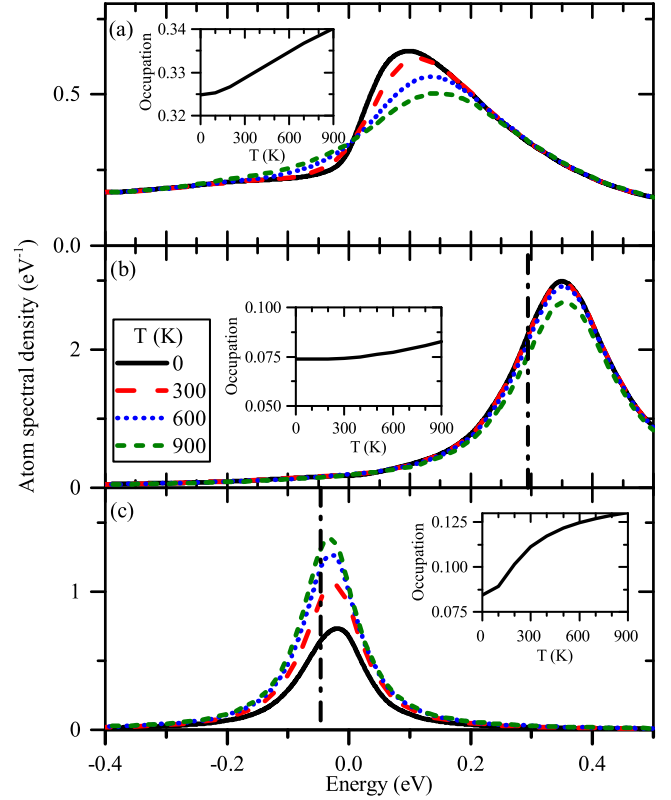 (a)
Occupation
0.34
0.33
0.32
0 300 600 900
T (K)
0.5
0.0
Atom spectral density (eV⁻¹)
(b)
T (K)
0
300
600
900
Occupation
0.100
0.075
0.050
0 300 600 900
T (K)
2
0
(c)
Occupation
0.125
0.100
0.075
0 300 600 900
T (K)
1
0
-0.4 -0.2 0.0 0.2 0.4
Energy (eV)